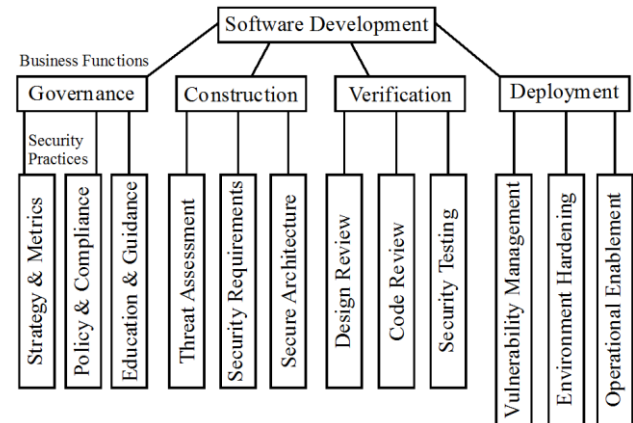 Software Development
Business Functions
Governance
Construction
Verification
Deployment
Security
Practices
Strategy & Metrics
Policy & Compliance
Education & Guidance
Threat Assessment
Security Requirements
Secure Architecture
Design Review
Code Review
Security Testing
Vulnerability Management
Environment Hardening
Operational Enablement